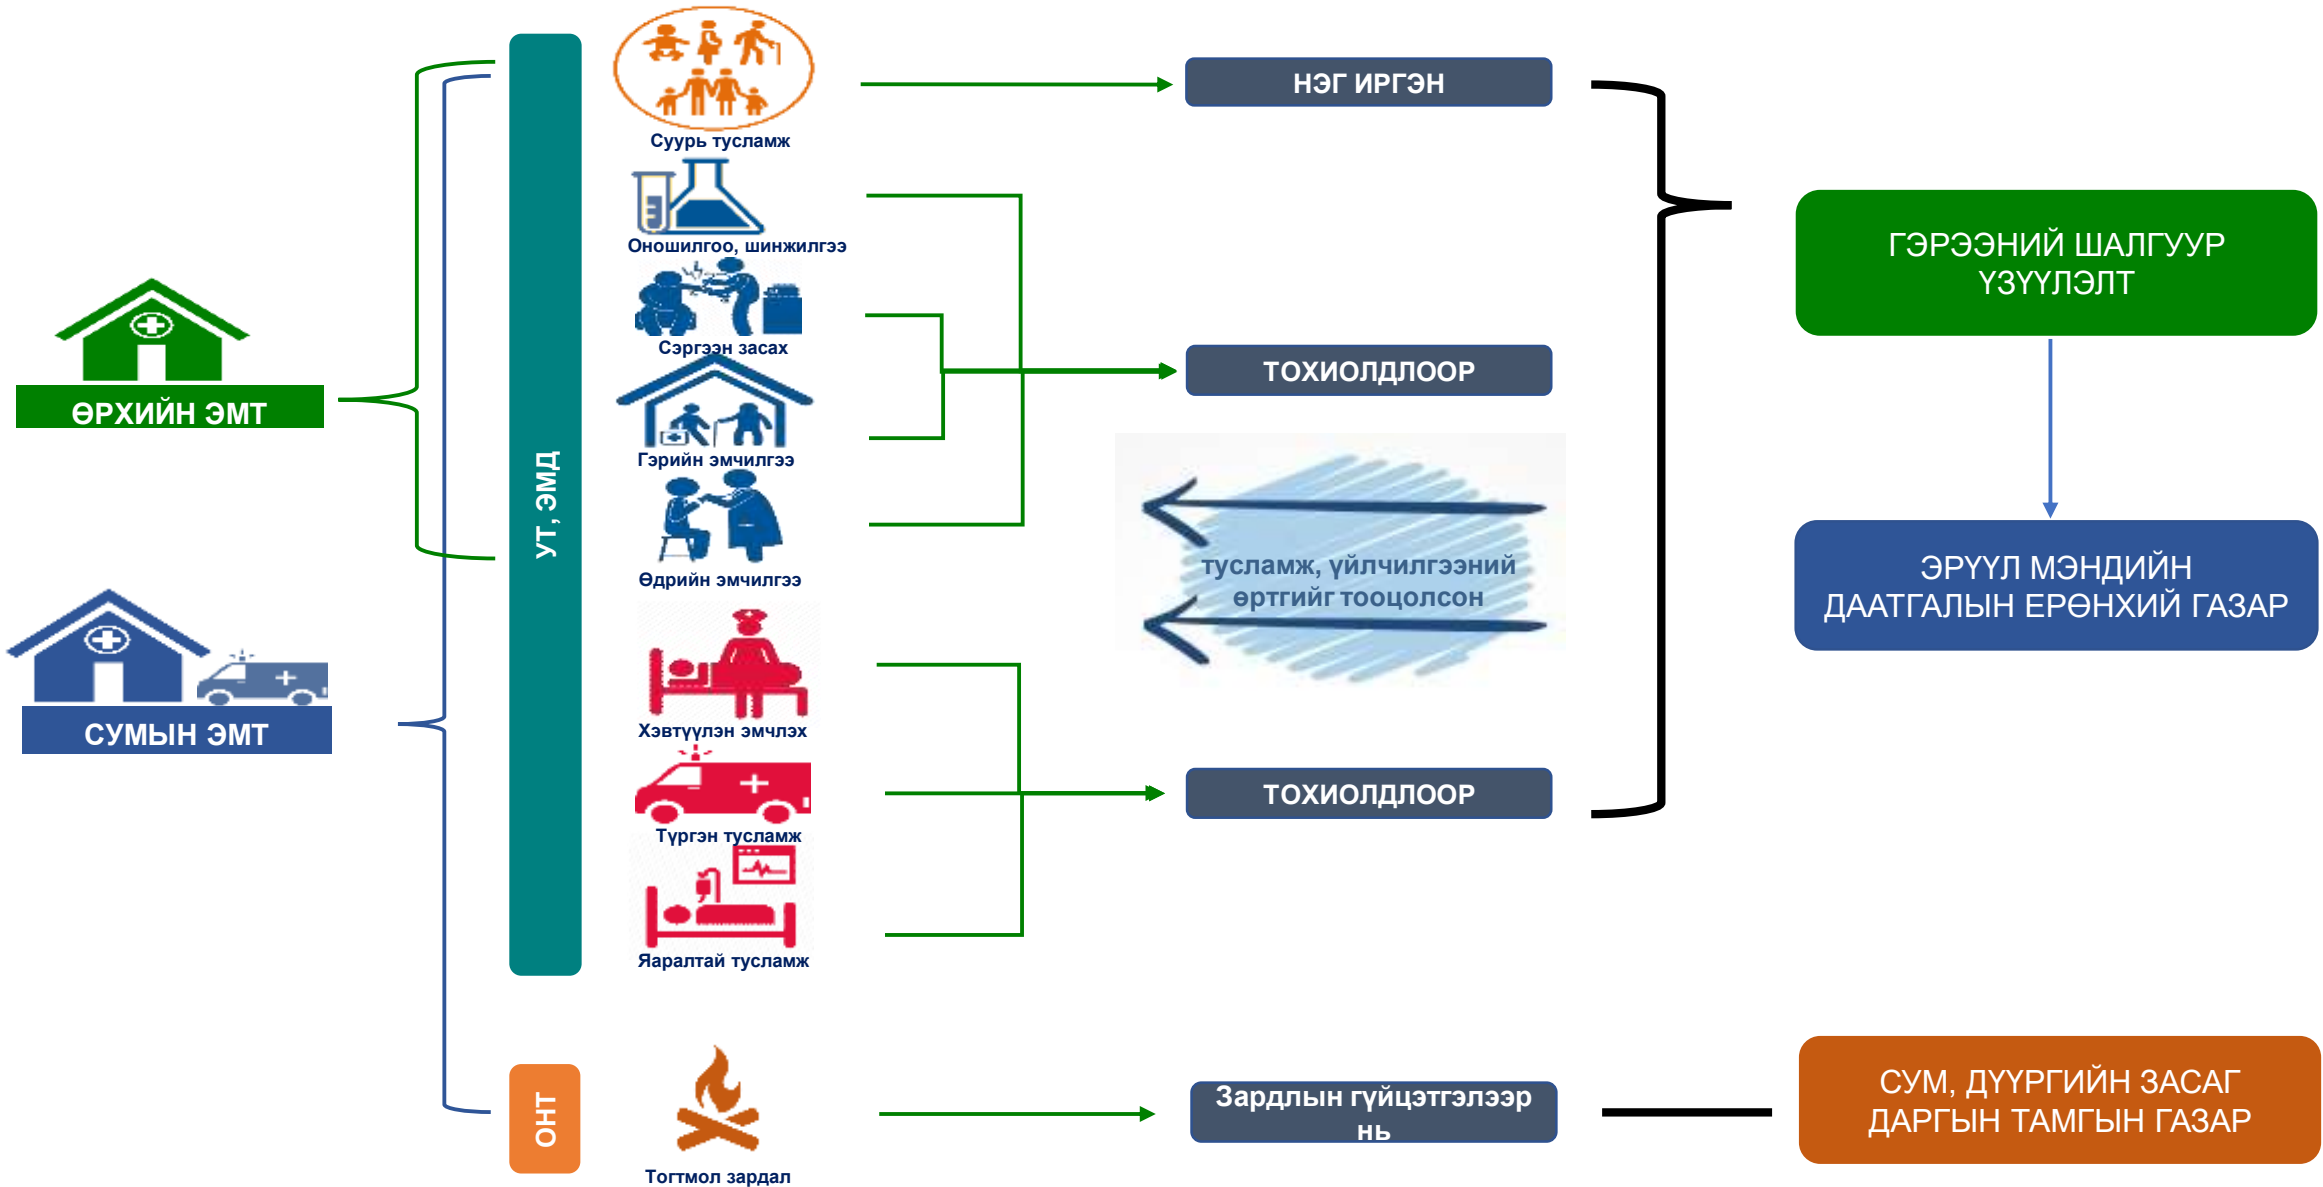 ӨРХИЙН ЭМТ
СУМЫН ЭМТ
УТ, ЭМД
ОНТ
Суурь тусламж
Оношилгоо, шинжилгээ
Сэргээн засах
Гэрийн эмчилгээ
Өдрийн эмчилгээ
Хэвтүүлэн эмчлэх
Түргэн тусламж
Яаралтай тусламж
Тогтмол зардал
НЭГ ИРГЭН
ТОХИОЛДЛООР
тусламж, үйлчилгээний
өртгийг тооцолсон
ТОХИОЛДЛООР
Зардлын гүйцэтгэлээр
нь
ГЭРЭЭНИЙ ШАЛГУУР
ҮЗҮҮЛЭЛТ
ЭРҮҮЛ МЭНДИЙН
ДААТГАЛЫН ЕРӨНХИЙ ГАЗАР
СУМ, ДҮҮРГИЙН ЗАСАГ
ДАРГЫН ТАМГЫН ГАЗАР